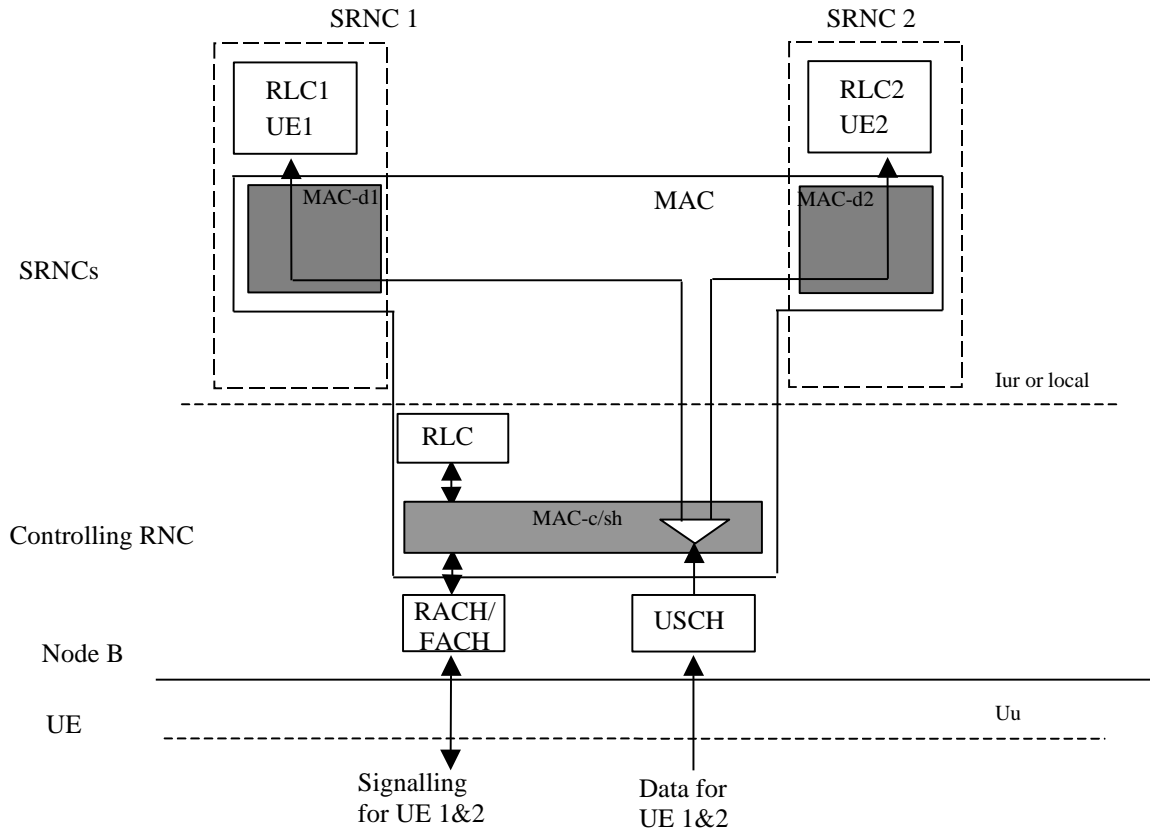 SRNC 1
SRNC 2
RLC1
UE1
RLC2
UE2
MAC-d1
MAC
MAC-d2
SRNCs
Iur or local
RLC
MAC-c/sh
Controlling RNC
RACH/
FACH
USCH
Node B
UE
Uu
Signalling
for UE 1&2
Data for
UE 1&2